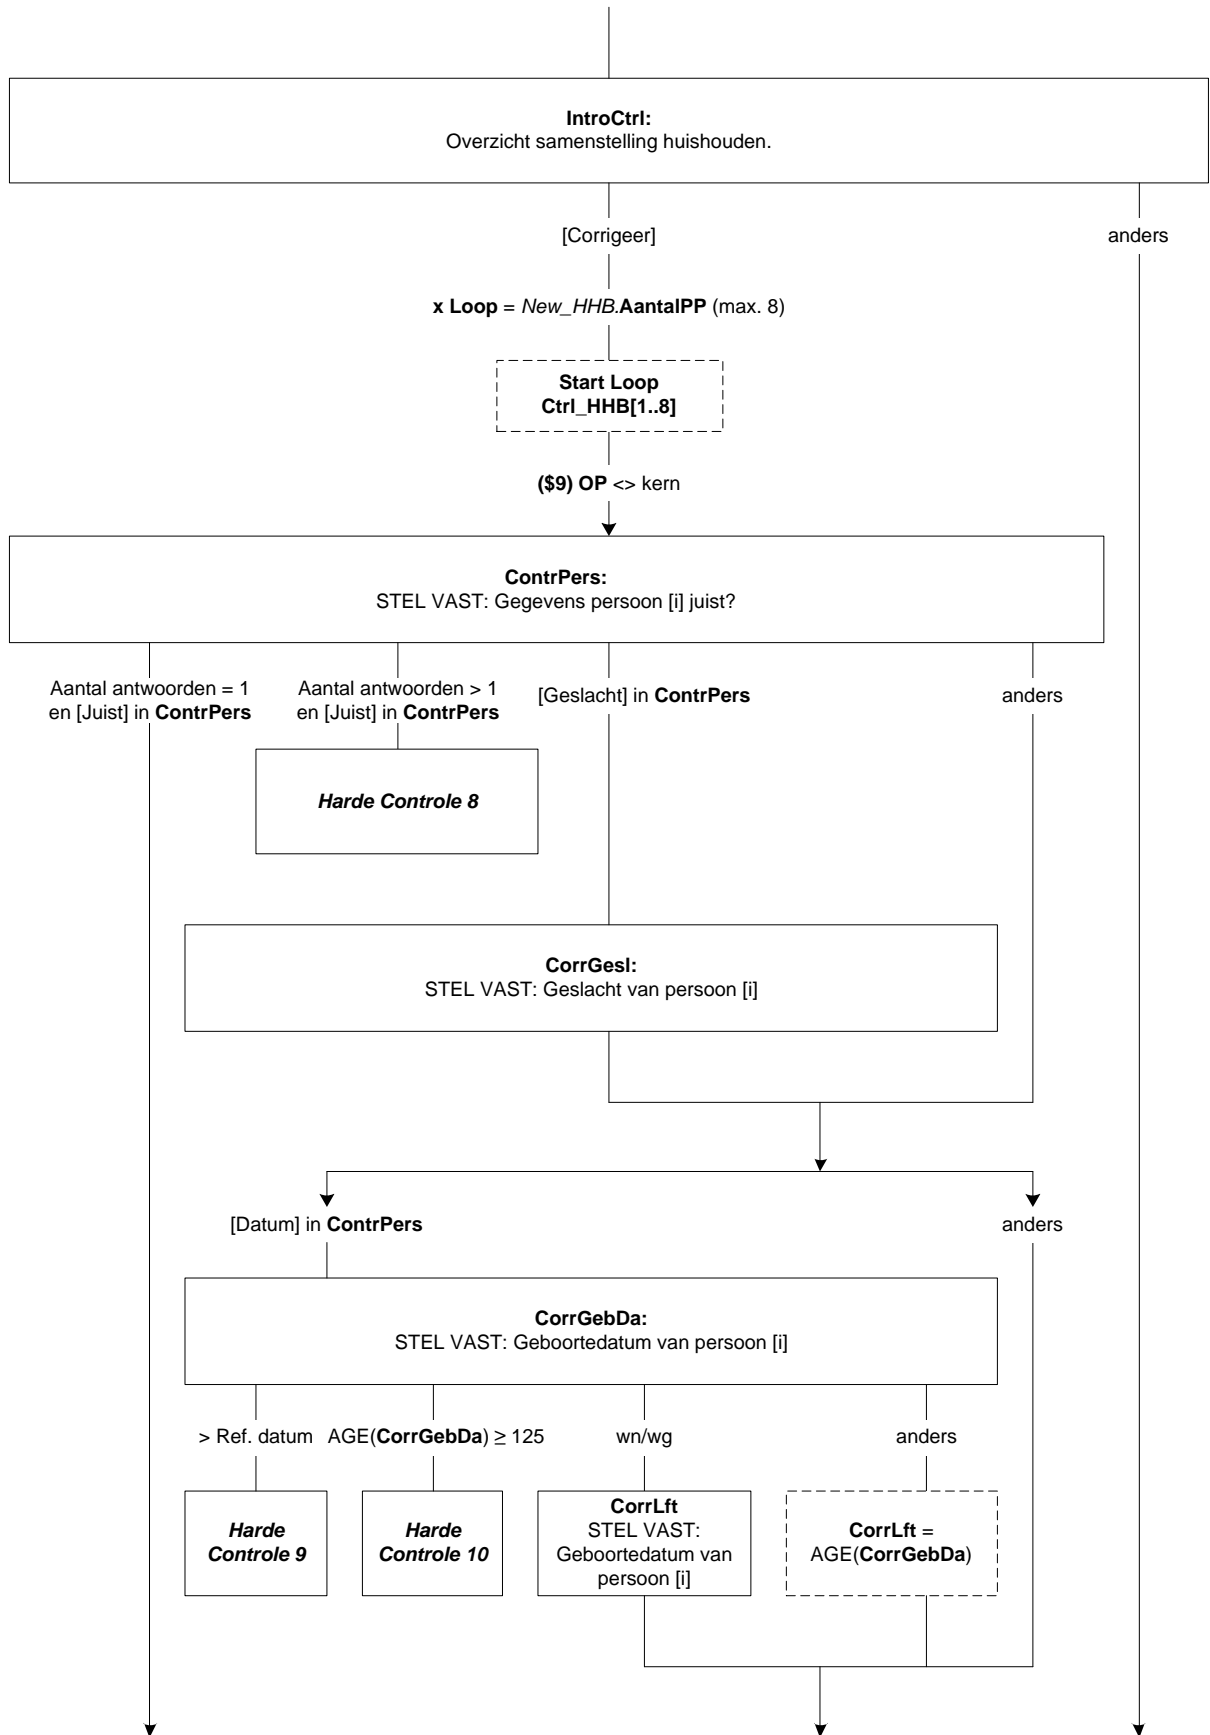 IntroCtrl:
Overzicht samenstelling huishouden.
[Corrigeer]
anders
x Loop = New_HHB.AantalPP (max. 8)
Start Loop
Ctrl_HHB[1..8]
($9) OP <> kern
ContrPers:
STEL VAST: Gegevens persoon [i] juist?
Aantal antwoorden = 1
en [Juist] in ContrPers
Aantal antwoorden > 1
en [Juist] in ContrPers
[Geslacht] in ContrPers
anders
Harde Controle 8
CorrGesl:
STEL VAST: Geslacht van persoon [i]
[Datum] in ContrPers
anders
CorrGebDa:
STEL VAST: Geboortedatum van persoon [i]
> Ref. datum
AGE(CorrGebDa) ≥ 125
wn/wg
anders
Harde
Controle 9
Harde
Controle 10
CorrLft
STEL VAST:
Geboortedatum van
persoon [i]
CorrLft =
AGE(CorrGebDa)